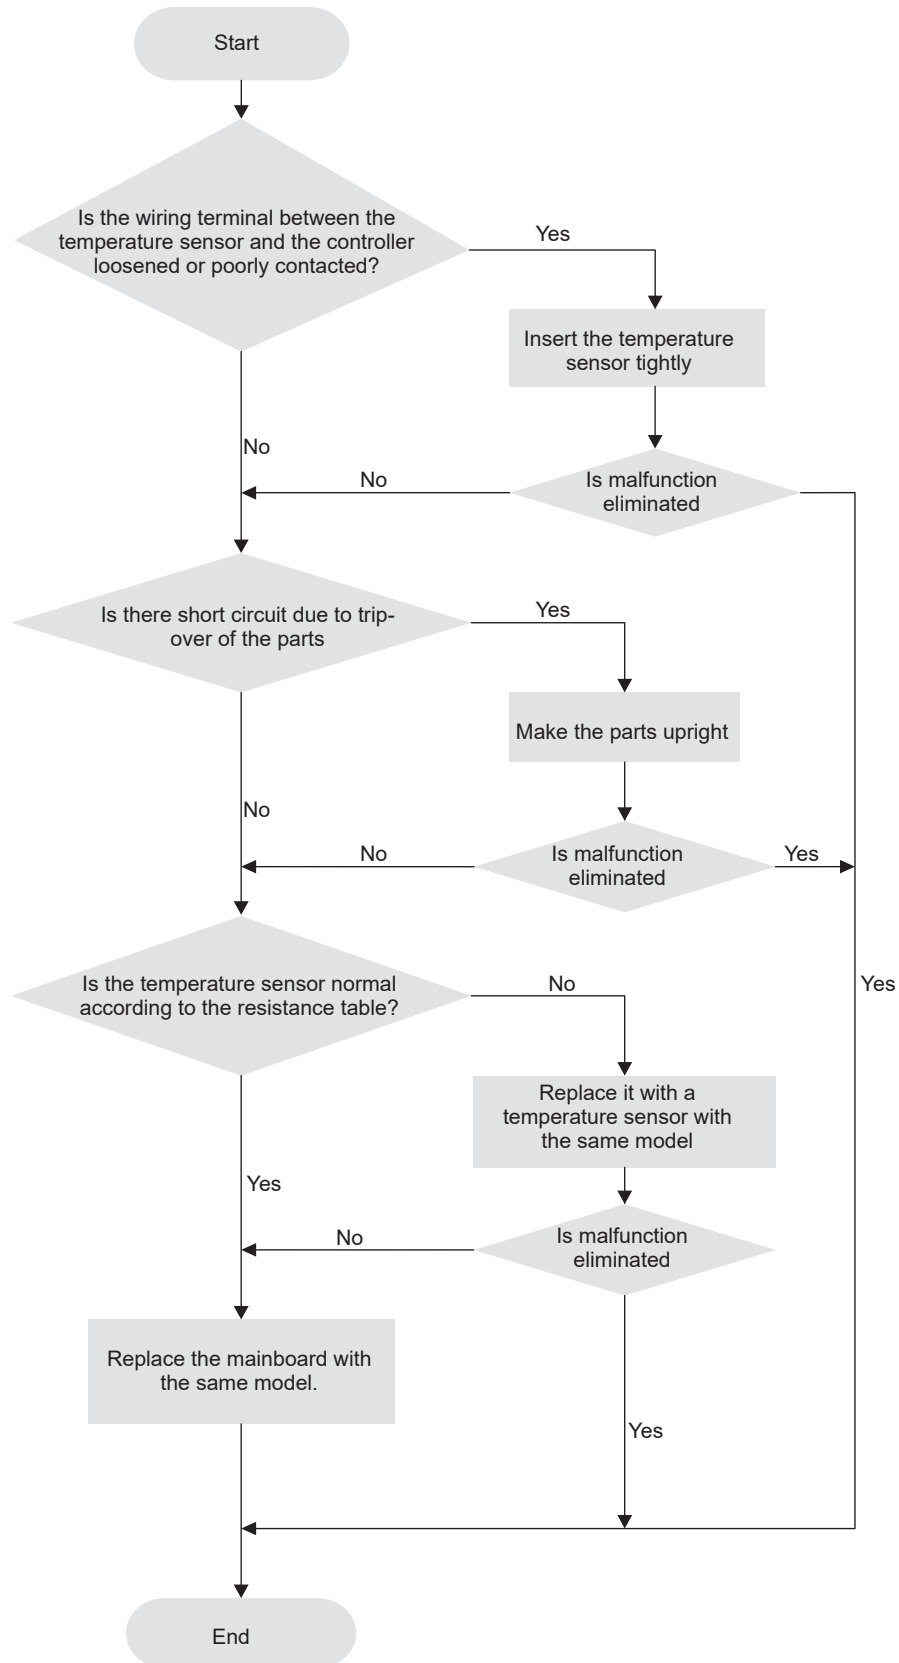 Start
Is the wiring terminal between the
temperature sensor and the controller
loosened or poorly contacted?
Yes
Insert the temperature
sensor tightly
No
No
Is malfunction
eliminated
Is there short circuit due to trip-
over of the parts
Yes
Make the parts upright
No
No
Is malfunction
eliminated
Yes
Is the temperature sensor normal
according to the resistance table?
No
Yes
Replace it with a
temperature sensor with
the same model
Yes
No
Is malfunction
eliminated
Replace the mainboard with
the same model.
Yes
End